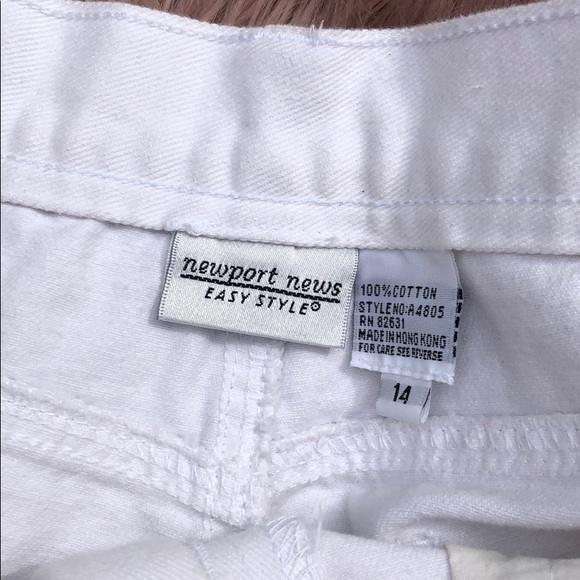 newport news
EASY STYLE®
100% COTTON
STYLE NO: A4805
RN 82631
MADE IN HONG KONG
FOR CARE SEE REVERSE
14